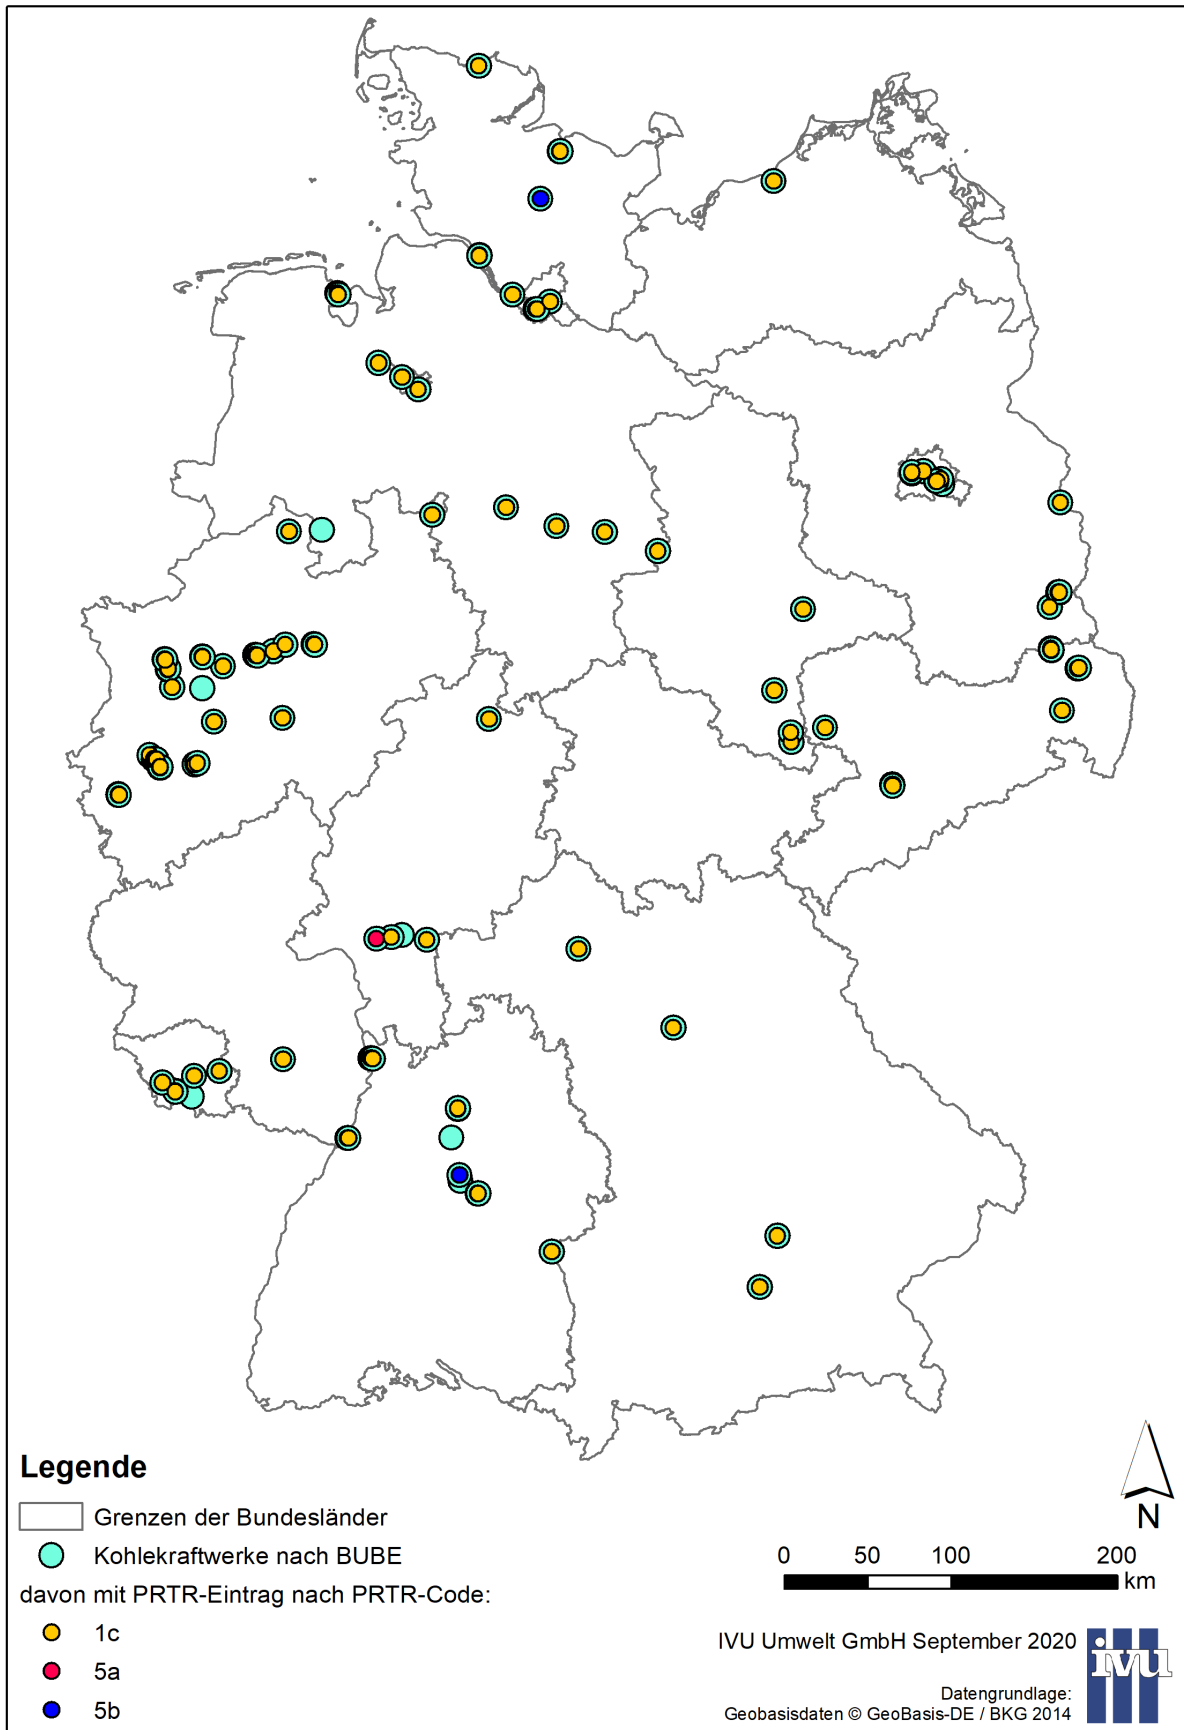 Legende
Grenzen der Bundesländer
Kohlekraftwerke nach BUBE
davon mit PRTR-Eintrag nach PRTR-Code:
1c
5a
5b
N
0 50 100 200
km
IVU Umwelt GmbH September 2020
ivu
Datengrundlage:
Geobasisdaten © GeoBasis-DE / BKG 2014